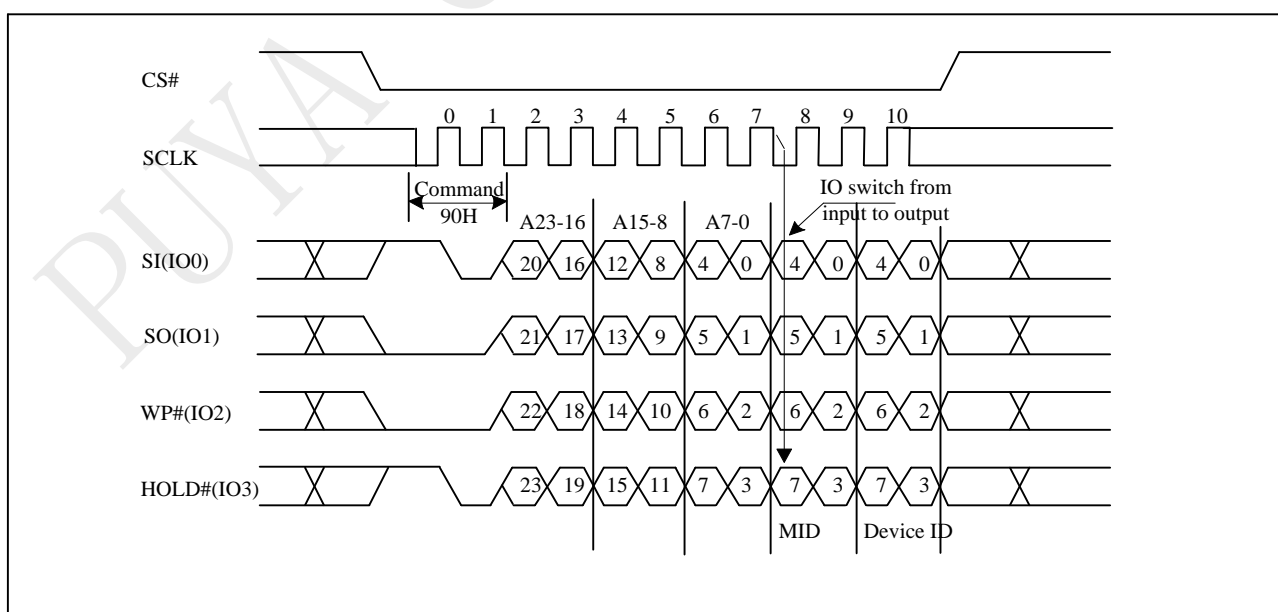 PUYA
CS#
0 1 2 3 4 5 6 7 8 9 10
SCLK
Command
90H
IO switch from
input to output
A23-16 A15-8 A7-0
SI(IO0) 20 16 12 8 4 0 4 0 4 0
SO(IO1) 21 17 13 9 5 1 5 1 5 1
WP#(IO2) 22 18 14 10 6 2 6 2 6 2
HOLD#(IO3) 23 19 15 11 7 3 7 3 7 3
MID Device ID